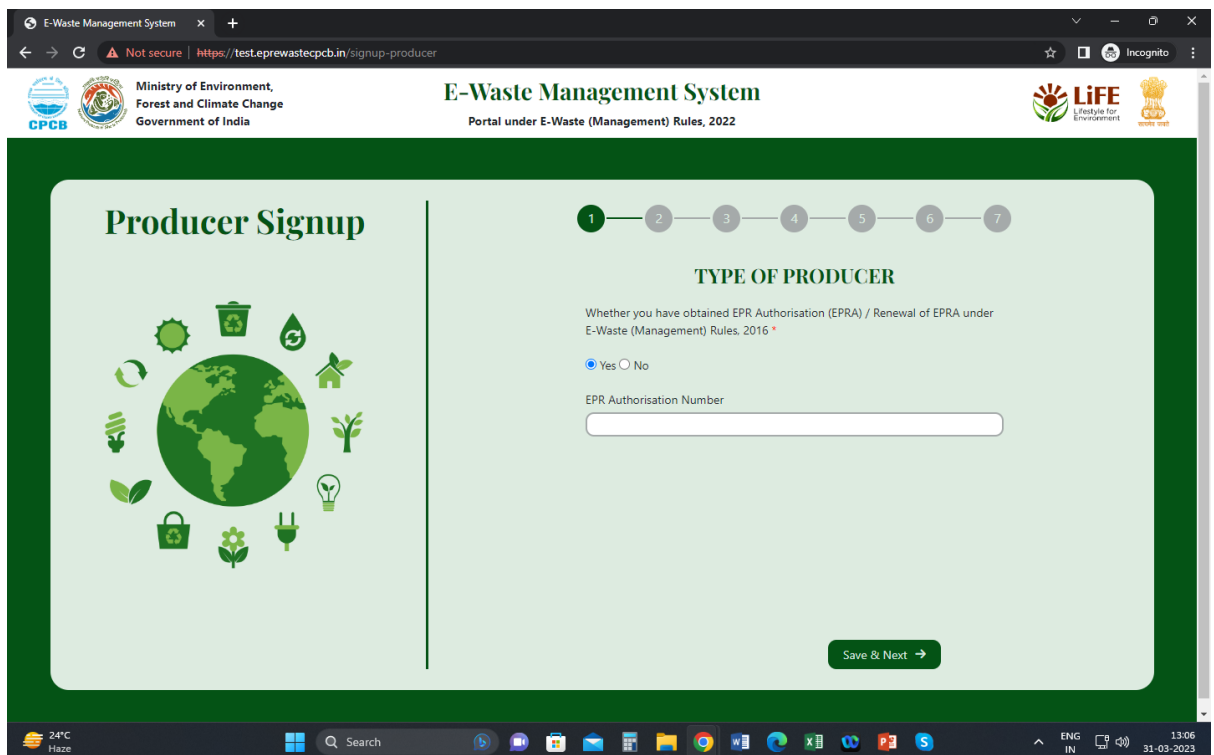 E-Waste Management System
Not secure | https://test.eprewastecpcb.in/signup-producer
Incognito
CPCB
Ministry of Environment,
Forest and Climate Change
Government of India
E-Waste Management System
Portal under E-Waste (Management) Rules, 2022
LiFE
Lifestyle for
Environment
सत्यमेव जयते
Producer Signup
1 2 3 4 5 6 7
TYPE OF PRODUCER
Whether you have obtained EPR Authorisation (EPRA) / Renewal of EPRA under
E-Waste (Management) Rules, 2016 *
Yes No
EPR Authorisation Number
Save & Next →
24°C
Haze
Search
ENG
IN
13:06
31-03-2023